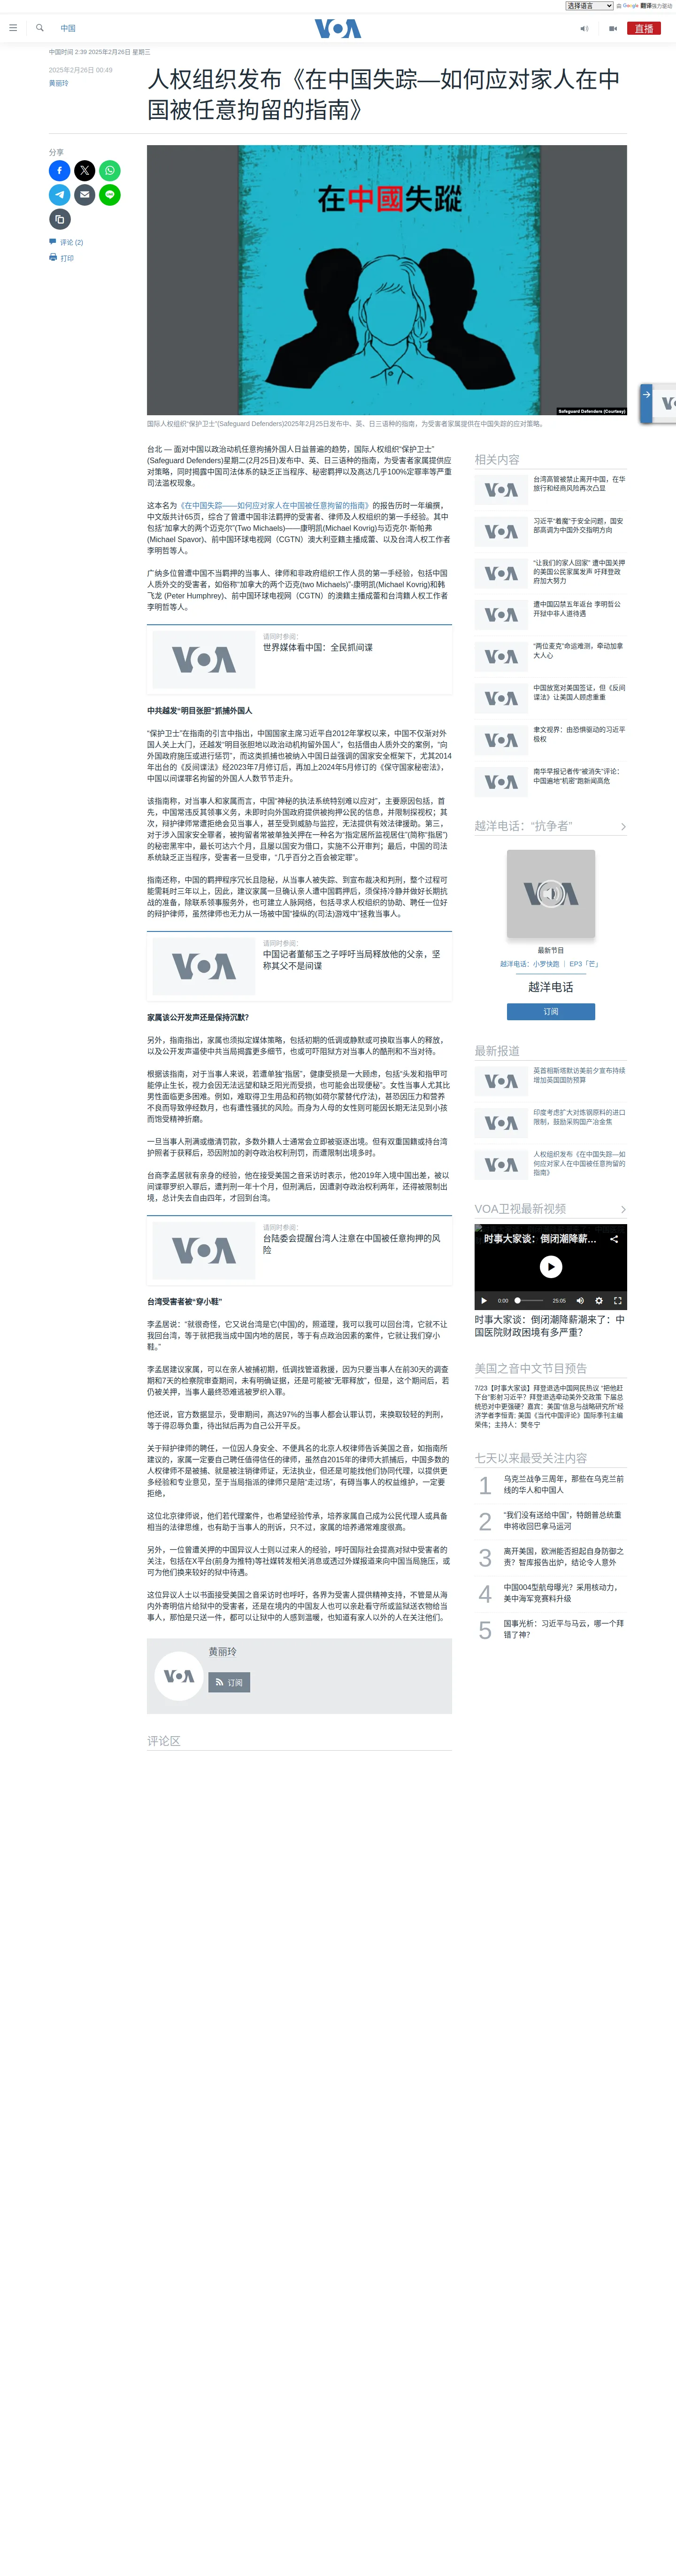 选择语言 由 Google 翻译强力驱动
中国
VOA
直播
中国时间 2:39 2025年2月26日 星期三
2025年2月26日 00:49
黄丽玲
人权组织发布《在中国失踪—如何应对家人在中
国被任意拘留的指南》
分享
评论 (2)
打印
在中國失蹤
Safeguard Defenders (Courtesy)
国际人权组织“保护卫士”(Safeguard Defenders)2025年2月25日发布中、英、日三语种的指南，为受害者家属提供在中国失踪的应对策略。
台北 — 面对中国以政治动机任意拘捕外国人日益普遍的趋势，国际人权组织“保护卫士”
(Safeguard Defenders)星期二(2月25日)发布中、英、日三语种的指南，为受害者家属提供应
对策略，同时揭露中国司法体系的缺乏正当程序、秘密羁押以及高达几乎100%定罪率等严重
司法滥权现象。
这本名为《在中国失踪——如何应对家人在中国被任意拘留的指南》的报告历时一年编撰，
中文版共计65页，综合了曾遭中国非法羁押的受害者、律师及人权组织的第一手经验。其中
包括“加拿大的两个迈克尔”(Two Michaels)——康明凯(Michael Kovrig)与迈克尔·斯帕弗
(Michael Spavor)、前中国环球电视网（CGTN）澳大利亚籍主播成蕾、以及台湾人权工作者
李明哲等人。
广纳多位曾遭中国不当羁押的当事人、律师和非政府组织工作人员的第一手经验，包括中国
人质外交的受害者，如俗称“加拿大的两个迈克(two Michaels)”-康明凯(Michael Kovrig)和韩
飞龙 (Peter Humphrey)、前中国环球电视网（CGTN）的澳籍主播成蕾和台湾籍人权工作者
李明哲等人。
VOA
请同时参阅:
世界媒体看中国：全民抓间谍
中共越发“明目张胆”抓捕外国人
“保护卫士”在指南的引言中指出，中国国家主席习近平自2012年掌权以来，中国不仅渐对外
国人关上大门，还越发“明目张胆地以政治动机拘留外国人”，包括借由人质外交的案例，“向
外国政府施压或进行惩罚”，而这类抓捕也被纳入中国日益强调的国家安全框架下，尤其2014
年出台的《反间谍法》经2023年7月修订后，再加上2024年5月修订的《保守国家秘密法》，
中国以间谍罪名拘留的外国人人数节节走升。
该指南称，对当事人和家属而言，中国“神秘的执法系统特别难以应对”，主要原因包括，首
先，中国常违反其领事义务，未即时向外国政府提供被拘押公民的信息，并限制探视权；其
次，辩护律师常遭拒绝会见当事人，甚至受到威胁与监控，无法提供有效法律援助。第三，
对于涉入国家安全罪者，被拘留者常被单独关押在一种名为“指定居所监视居住”(简称“指居”)
的秘密黑牢中，最长可达六个月，且屡以国安为借口，实施不公开审判；最后，中国的司法
系统缺乏正当程序，受害者一旦受审，“几乎百分之百会被定罪”。
指南还称，中国的羁押程序冗长且隐秘，从当事人被失踪、到宣布裁决和判刑，整个过程可
能需耗时三年以上，因此，建议家属一旦确认亲人遭中国羁押后，须保持冷静并做好长期抗
战的准备，除联系领事服务外，也可建立人脉网络，包括寻求人权组织的协助、聘任一位好
的辩护律师，虽然律师也无力从一场被中国“操纵的(司法)游戏中”拯救当事人。
VOA
请同时参阅:
中国记者董郁玉之子呼吁当局释放他的父亲，坚
称其父不是间谍
家属该公开发声还是保持沉默?
另外，指南指出，家属也须拟定媒体策略，包括初期的低调或静默或可换取当事人的释放，
以及公开发声逼使中共当局揭露更多细节，也或可吓阻狱方对当事人的酷刑和不当对待。
根据该指南，对于当事人来说，若遭单独“指居”，健康受损是一大顾虑，包括“头发和指甲可
能停止生长，视力会因无法远望和缺乏阳光而受损，也可能会出现便秘”。女性当事人尤其比
男性面临更多困难。例如，难取得卫生用品和药物(如荷尔蒙替代疗法)，甚恐因压力和营养
不良而导致停经数月，也有遭性骚扰的风险。而身为人母的女性则可能因长期无法见到小孩
而饱受精神折磨。
一旦当事人刑满或缴清罚款，多数外籍人士通常会立即被驱逐出境。但有双重国籍或持台湾
护照者于获释后，恐因附加的剥夺政治权利刑罚，而遭限制出境多时。
台商李孟居就有亲身的经验，他在接受美国之音采访时表示，他2019年入境中国出差，被以
间谍罪罗织入罪后，遭判刑一年十个月，但刑满后，因遭剥夺政治权利两年，还得被限制出
境，总计失去自由四年，才回到台湾。
VOA
请同时参阅:
台陆委会提醒台湾人注意在中国被任意拘押的风
险
台湾受害者被“穿小鞋”
李孟居说：“就很奇怪，它又说台湾是它(中国)的，照道理，我可以我可以回台湾，它就不让
我回台湾，等于就把我当成中国内地的居民，等于有点政治因素的案件，它就让我们穿小
鞋。”
李孟居建议家属，可以在亲人被捕初期，低调找管道救援，因为只要当事人在前30天的调查
期和7天的检察院审查期间，未有明确证据，还是可能被“无罪释放”，但是，这个期间后，若
仍被关押，当事人最终恐难逃被罗织入罪。
他还说，官方数据显示，受审期间，高达97%的当事人都会认罪认罚，来换取较轻的判刑，
等于得忍辱负重，待出狱后再为自己公开平反。
关于辩护律师的聘任，一位因人身安全、不便具名的北京人权律师告诉美国之音，如指南所
建议的，家属一定要自己聘任值得信任的律师，虽然自2015年的律师大抓捕后，中国多数的
人权律师不是被捕、就是被注销律师证，无法执业，但还是可能找他们协同代理，以提供更
多经验和专业意见，至于当局指派的律师只是陪“走过场”，有碍当事人的权益维护，一定要
拒绝，
这位北京律师说，他们若代理案件，也希望经验传承，培养家属自己成为公民代理人或具备
相当的法律思维，也有助于当事人的刑诉，只不过，家属的培养通常难度很高。
另外，一位曾遭关押的中国异议人士则以过来人的经验，呼吁国际社会提高对狱中受害者的
关注，包括在X平台(前身为推特)等社媒转发相关消息或透过外媒报道来向中国当局施压，或
可为他们换来较好的狱中待遇。
这位异议人士以书面接受美国之音采访时也呼吁，各界为受害人提供精神支持，不管是从海
内外寄明信片给狱中的受害者，还是在境内的中国友人也可以亲赴看守所或监狱送衣物给当
事人，那怕是只送一件，都可以让狱中的人感到温暖，也知道有家人以外的人在关注他们。
VOA
黄丽玲
订阅
评论区
相关内容
VOA
台湾高管被禁止离开中国，在华
旅行和经商风险再次凸显
VOA
习近平“着魔”于安全问题，国安
部高调为中国外交指明方向
VOA
“让我们的家人回家” 遭中国关押
的美国公民家属发声 吁拜登政
府加大努力
VOA
遭中国囚禁五年返台 李明哲公
开狱中非人道待遇
VOA
“两位麦克”命运难测，牵动加拿
大人心
VOA
中国放宽对美国签证，但《反间
谍法》让美国人顾虑重重
VOA
聿文视界：由恐惧驱动的习近平
极权
VOA
南华早报记者传“被消失”评论：
中国遍地“机密”跑新闻高危
越洋电话：“抗争者”
VOA
最新节目
越洋电话：小罗快跑 ｜ EP3「芒」
越洋电话
订阅
最新报道
VOA
英首相斯塔默访美前夕宣布持续
增加英国国防预算
VOA
印度考虑扩大对炼钢原料的进口
限制，鼓励采购国产冶金焦
VOA
人权组织发布《在中国失踪—如
何应对家人在中国被任意拘留的
指南》
VOA卫视最新视频
时事大家谈：倒闭潮降薪…
0:00 25:05
时事大家谈：倒闭潮降薪潮来了：中
国医院财政困境有多严重?
美国之音中文节目预告
7/23【时事大家谈】拜登退选中国网民热议 “把他赶
下台”影射习近平？拜登退选牵动美外交政策 下届总
统恐对中更强硬？嘉宾：美国“信息与战略研究所”经
济学者李恒青; 美国《当代中国评论》国际季刊主编
荣伟；主持人：樊冬宁
七天以来最受关注内容
1 乌克兰战争三周年，那些在乌克兰前
线的华人和中国人
2 “我们没有送给中国”，特朗普总统重
申将收回巴拿马运河
3 离开美国，欧洲能否担起自身防御之
责？智库报告出炉，结论令人意外
4 中国004型航母曝光？采用核动力，
美中海军竞赛料升级
5 国事光析：习近平与马云，哪一个拜
错了神?